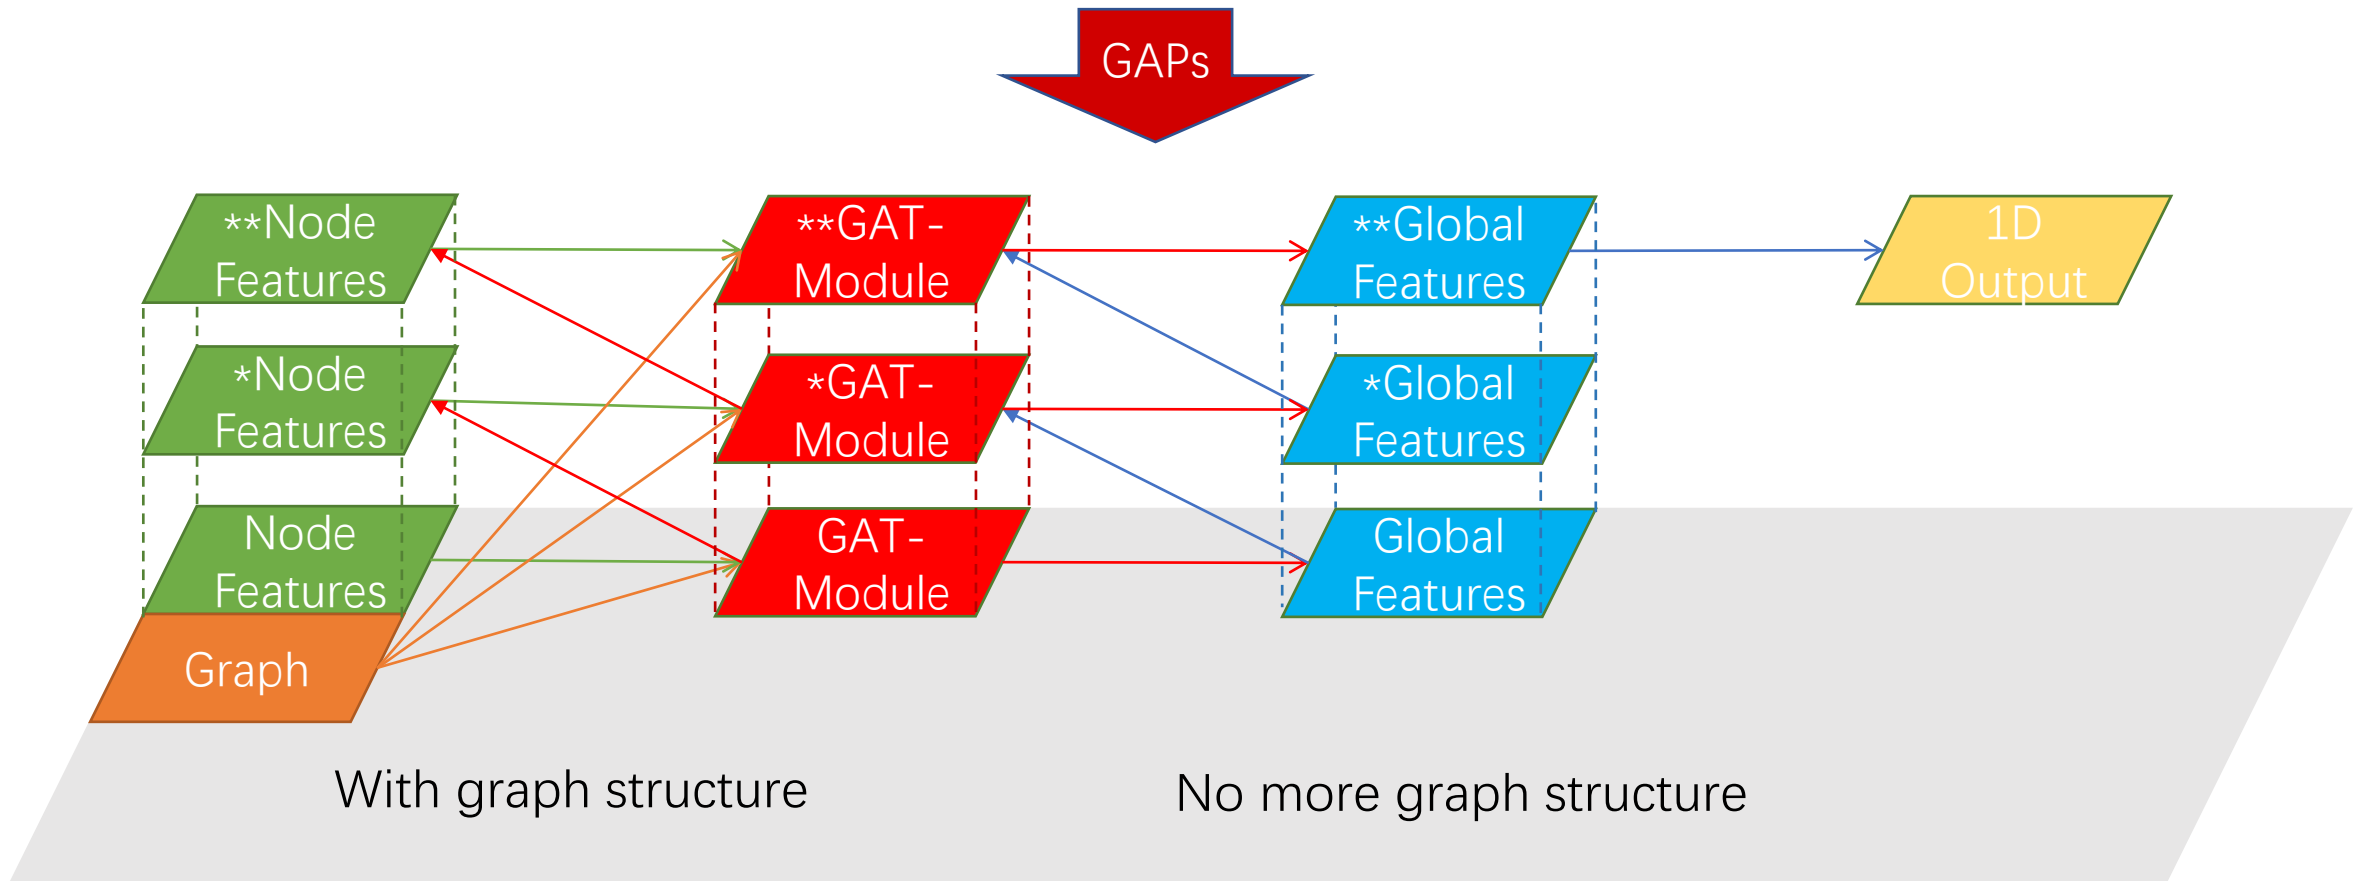 GAPs
**Node
Features
**GAT-
Module
**Global
Features
1D
Output
*Node
Features
*GAT-
Module
*Global
Features
Node
Features
GAT-
Module
Global
Features
Graph
With graph structure
No more graph structure